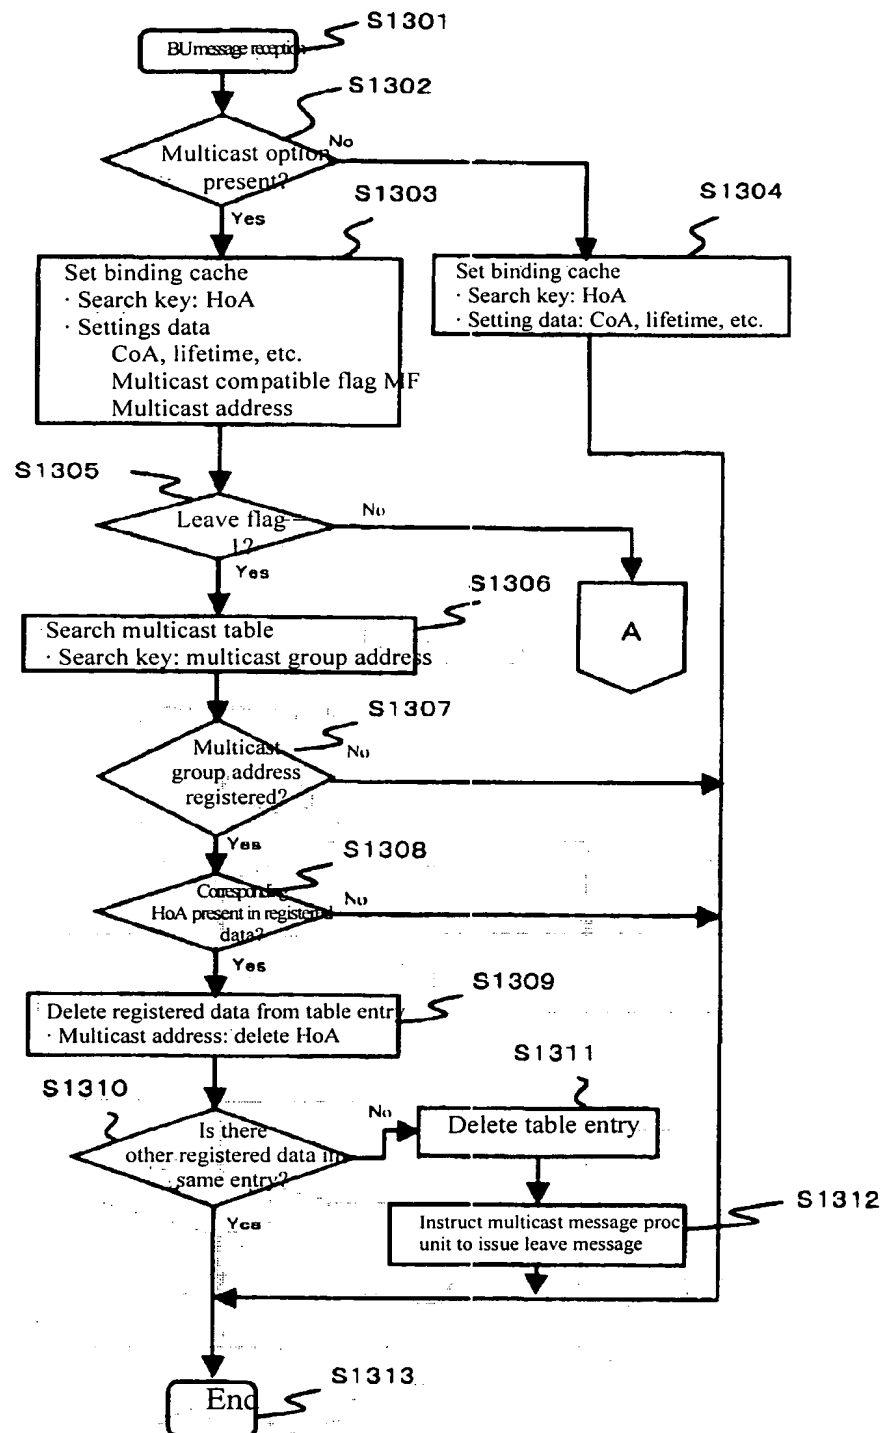 S1301
BU message reception
S1302
No
Multicast option
present?
Yes
S1303
S1304
Set binding cache
· Search key: HoA
· Settings data
CoA, lifetime, etc.
Multicast compatible flag MF
Multicast address
Set binding cache
· Search key: HoA
· Setting data: CoA, lifetime, etc.
S1305
No
Leave flag =
1?
Yes
A
S1306
Search multicast table
· Search key: multicast group address
S1307
No
Multicast
group address
registered?
Yes
S1308
No
Corresponding
HoA present in registered
data?
Yes
S1309
Delete registered data from table entry
· Multicast address: delete HoA
S1310
S1311
No
Is there
other registered data in
same entry?
Delete table entry
Yes
S1312
Instruct multicast message proc.
unit to issue leave message
S1313
End